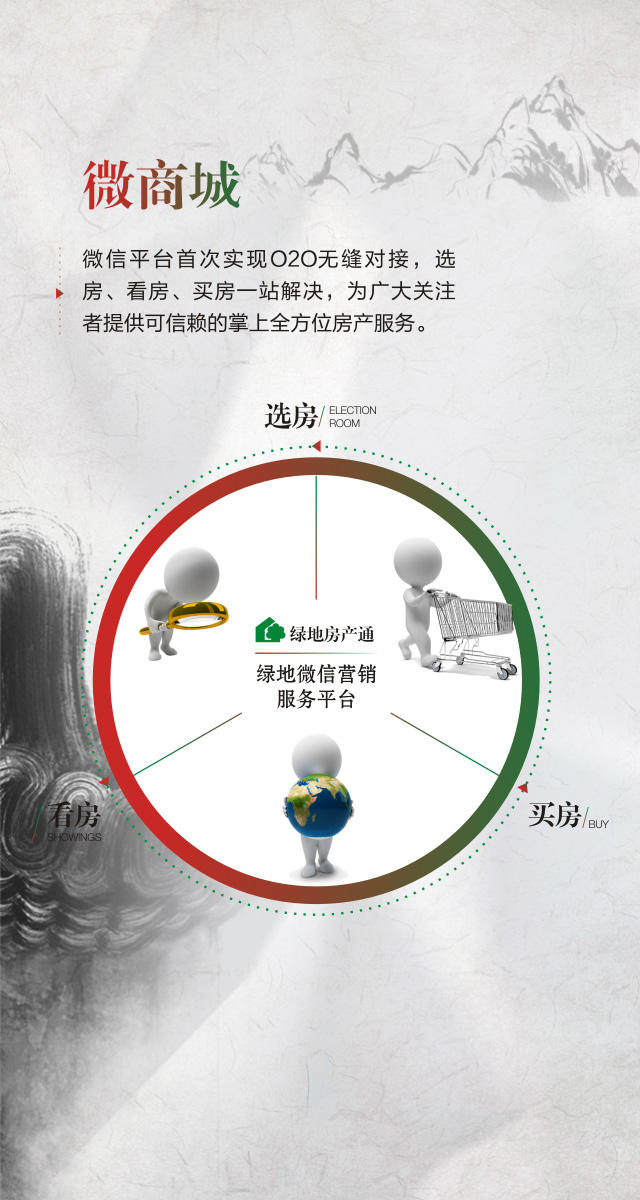 微商城
微信平台首次实现O2O无缝对接，选
房、看房、买房一站解决，为广大关注
者提供可信赖的掌上全方位房产服务。
选房/ELECTION
ROOM
绿地房产通
绿地微信营销
服务平台
看房
SHOWINGS
买房/BUY